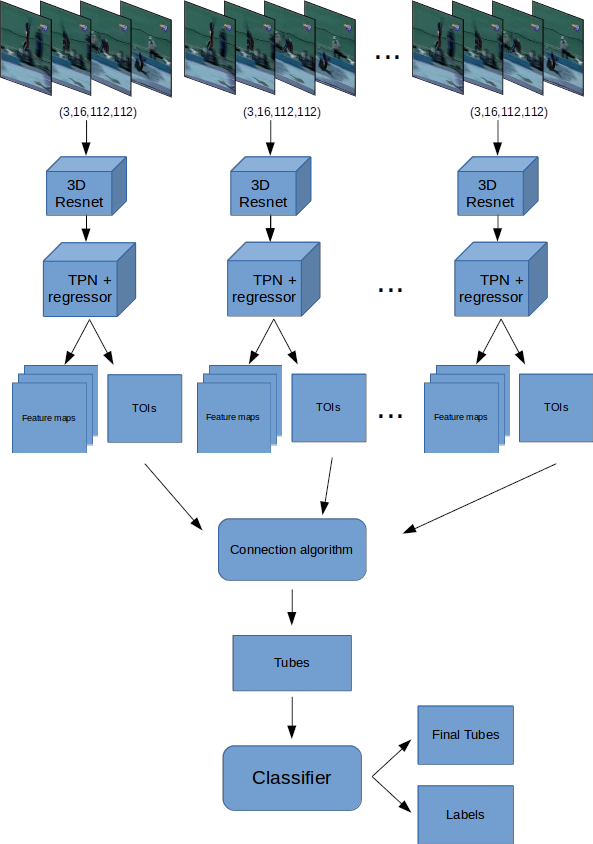 ...
(3,16,112,112)
(3,16,112,112)
(3,16,112,112)
3D
Resnet
3D
Resnet
3D
Resnet
TPN +
regressor
TPN +
regressor
...
TPN +
regressor
Feature maps
TOIs
Feature maps
TOIs
...
Feature maps
TOIs
Connection algorithm
Tubes
Final Tubes
Classifier
Labels